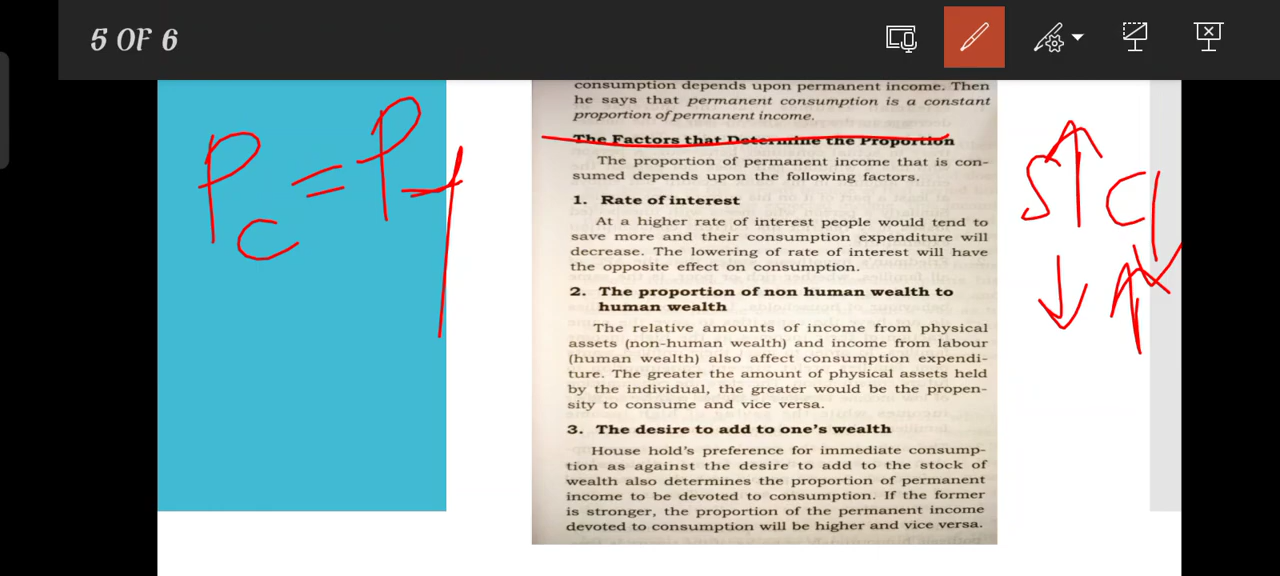 5 OF 6
consumption depends upon permanent income. Then
he says that permanent consumption is a constant
proportion of permanent income.
The Factors that Determine the Proportion
The proportion of permanent income that is con-
sumed depends upon the following factors.
1. Rate of interest
At a higher rate of interest people would tend to
save more and their consumption expenditure will
decrease. The lowering of rate of interest will have
the opposite effect on consumption.
2. The proportion of non human wealth to
human wealth
The relative amounts of income from physical
assets (non-human wealth) and income from labour
(human wealth) also affect consumption expendi-
ture. The greater the amount of physical assets held
by the individual, the greater would be the propen-
sity to consume and vice versa.
3. The desire to add to one's wealth
House hold's preference for immediate consump-
tion as against the desire to add to the stock of
wealth also determines the proportion of permanent
income to be devoted to consumption. If the former
is stronger, the proportion of the permanent income
devoted to consumption will be higher and vice versa.
Pc = Py
S↑ C↓
↓ ↑